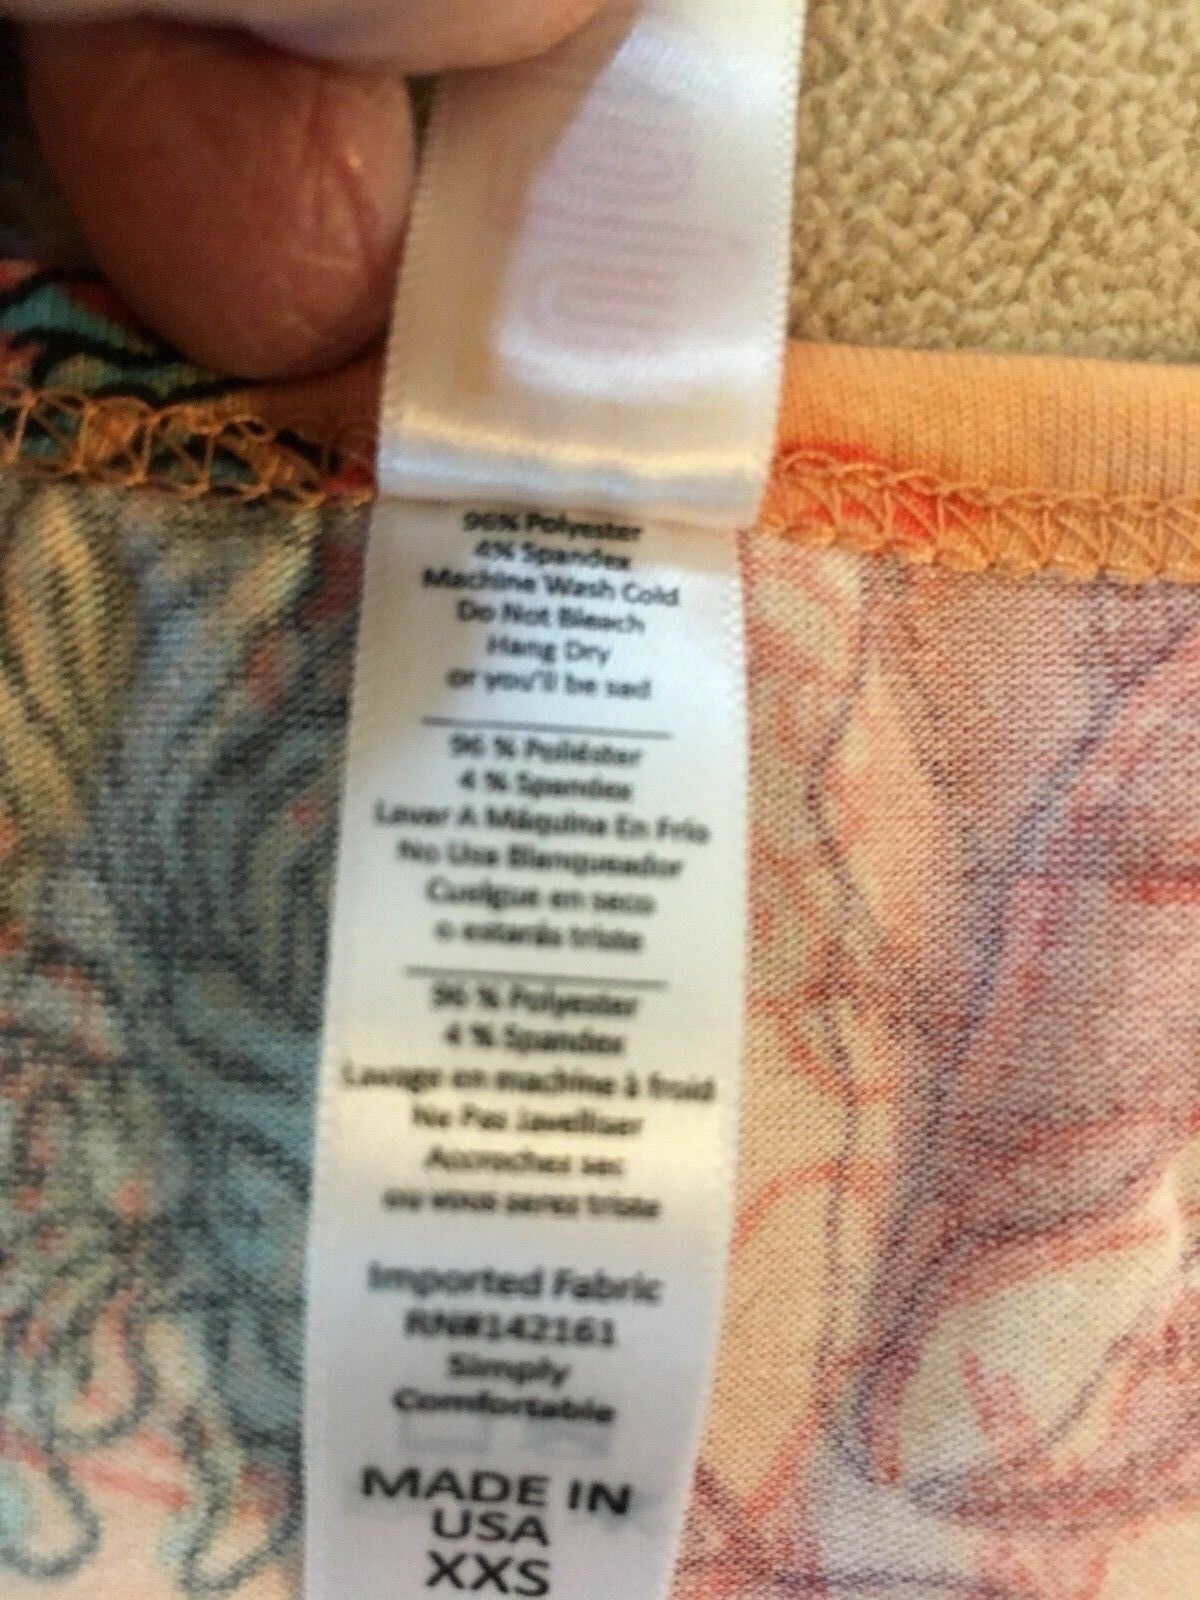 96% Polyester
4% Spandex
Machine Wash Cold
Do Not Bleach
Hang Dry
or you'll be sad
96 % Poliéster
4 % Spandex
Lavar A Máquina En Frío
No Use Blanqueador
Cuelgue en seco
o estarás triste
96 % Polyester
4 % Spandex
Lavage en machine à froid
Ne Pas Javelliser
Accrochez sec
ou vous serez triste
Imported Fabric
RN#142161
Simply
Comfortable
MADE IN
USA
XXS